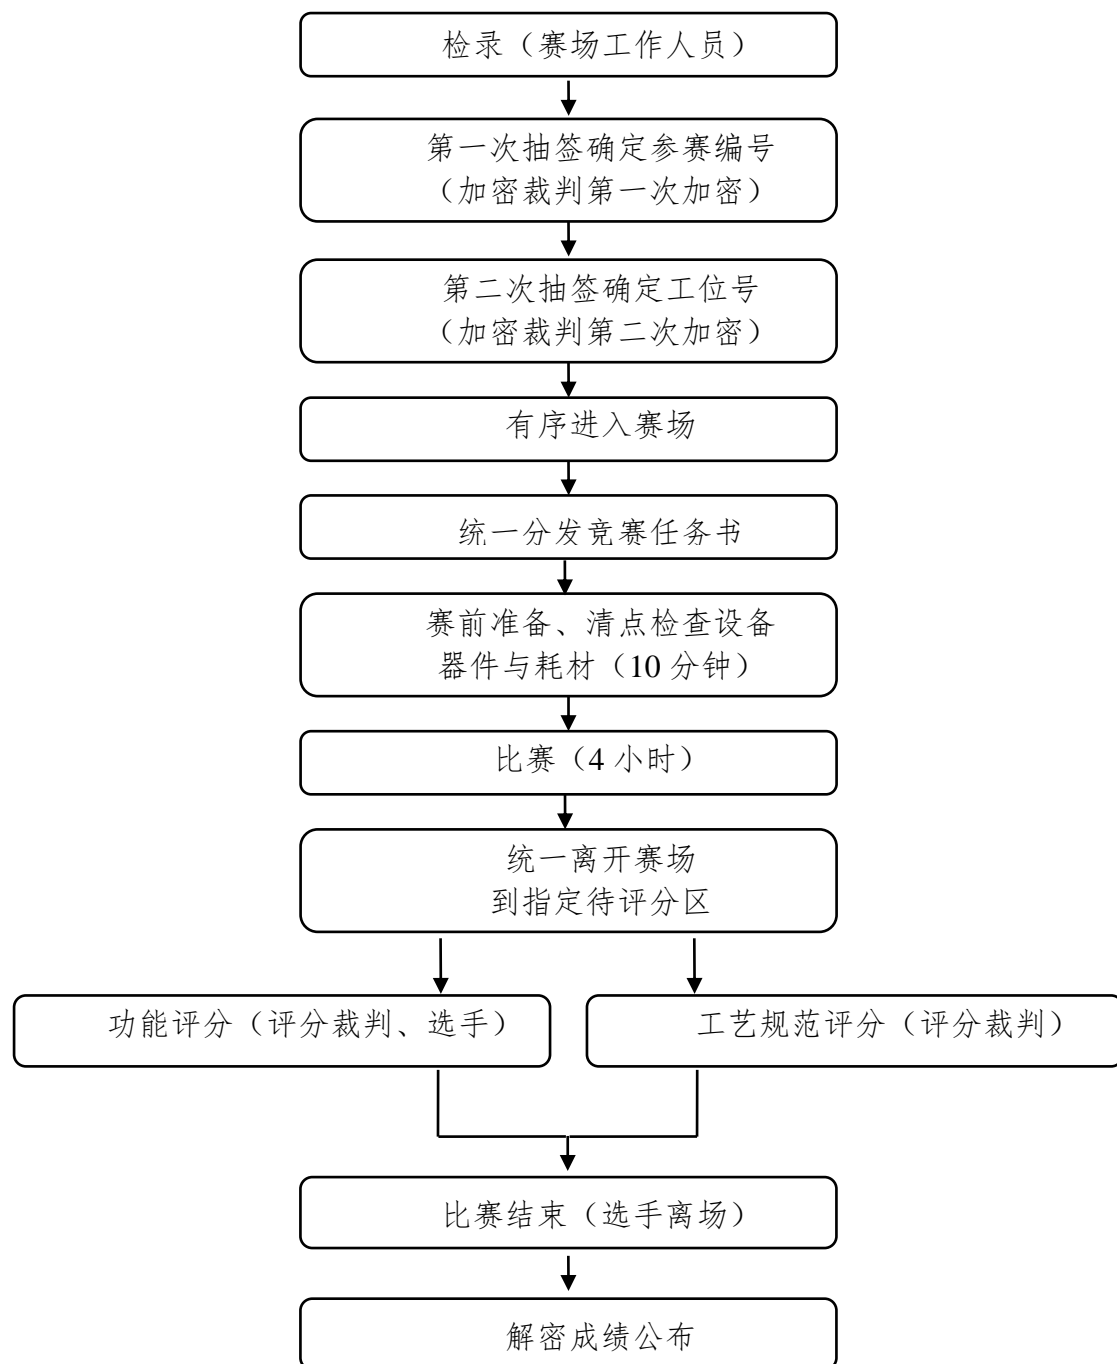 检录（赛场工作人员）
第一次抽签确定参赛编号
（加密裁判第一次加密）
第二次抽签确定工位号
（加密裁判第二次加密）
有序进入赛场
统一分发竞赛任务书
赛前准备、清点检查设备
器件与耗材（10 分钟）
比赛（4 小时）
统一离开赛场
到指定待评分区
功能评分（评分裁判、选手）
工艺规范评分（评分裁判）
比赛结束（选手离场）
解密成绩公布